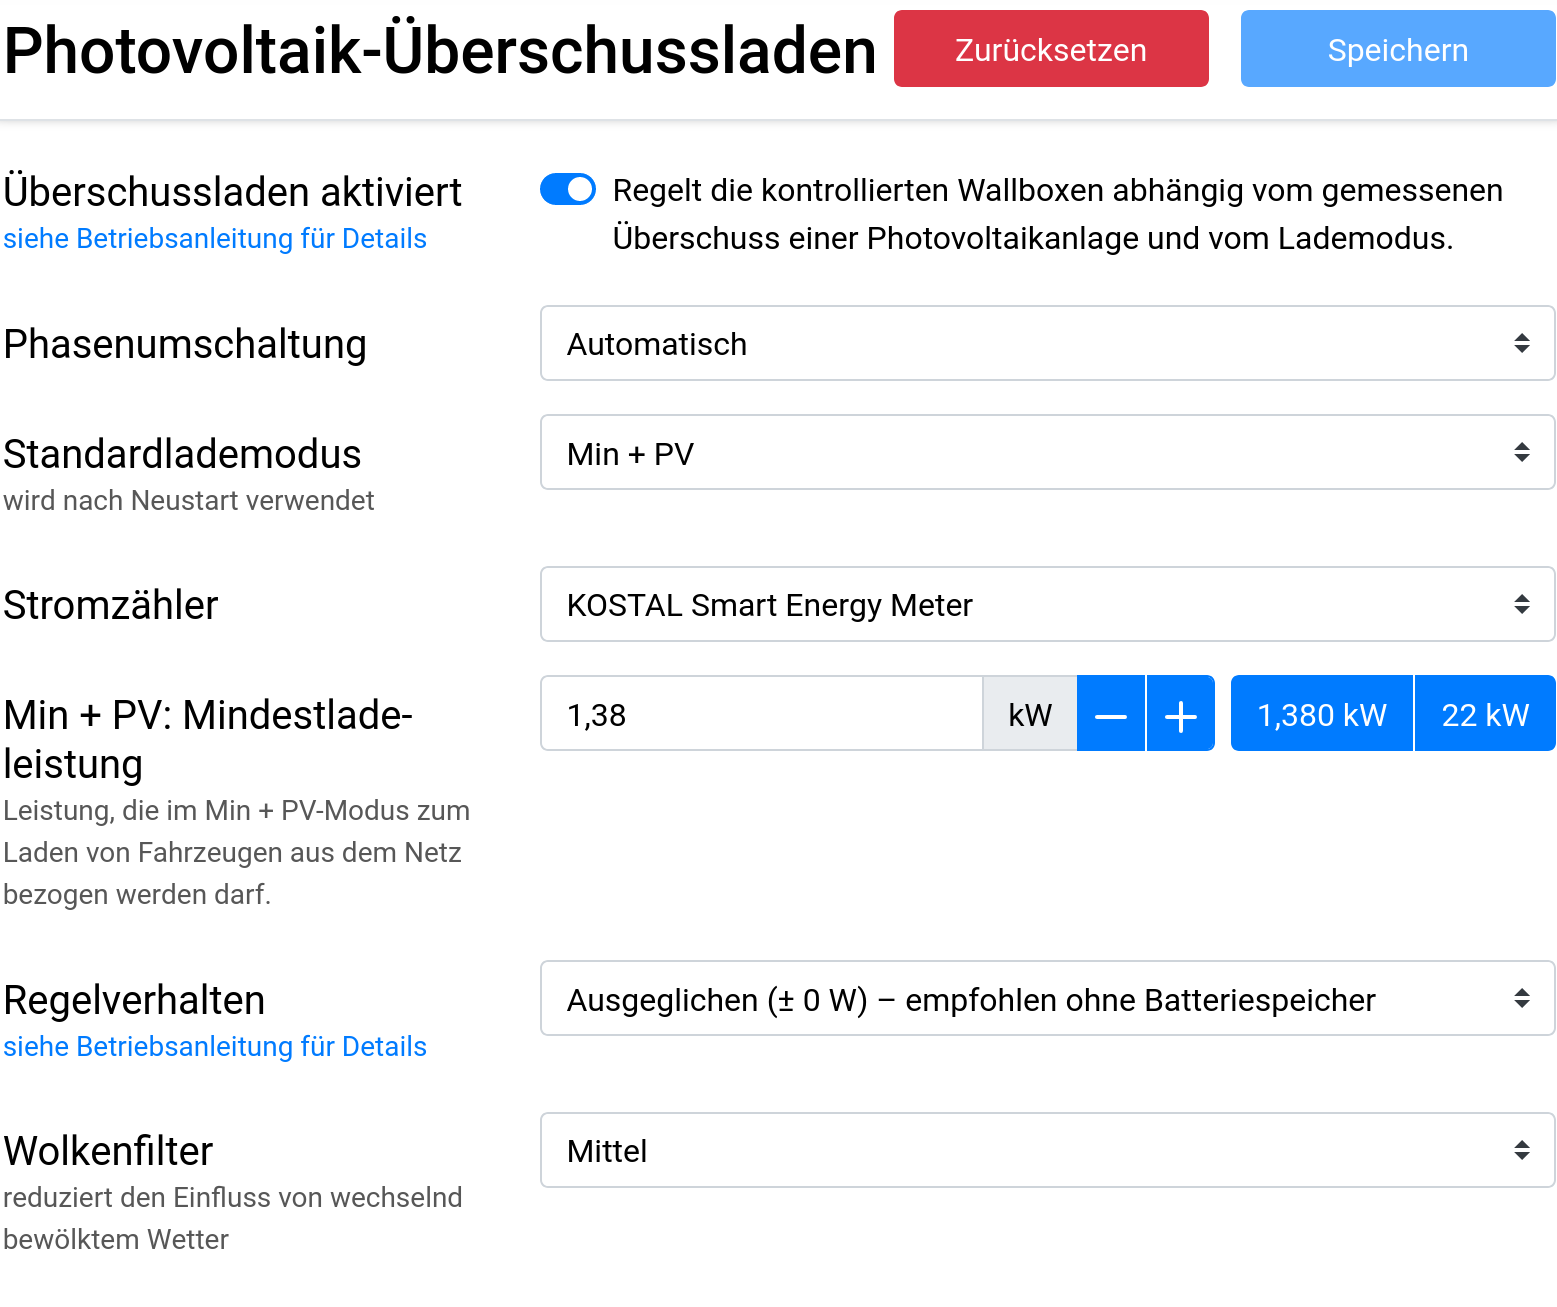 Photovoltaik-Überschussladen
Zurücksetzen
Speichern
Überschussladen aktiviert
siehe Betriebsanleitung für Details
Regelt die kontrollierten Wallboxen abhängig vom gemessenen
Überschuss einer Photovoltaikanlage und vom Lademodus.
Phasenumschaltung
Automatisch
Standardlademodus
wird nach Neustart verwendet
Min + PV
Stromzähler
KOSTAL Smart Energy Meter
Min + PV: Mindestlade-
leistung
Leistung, die im Min + PV-Modus zum
Laden von Fahrzeugen aus dem Netz
bezogen werden darf.
1,38
kW
1,380 kW
22 kW
Regelverhalten
siehe Betriebsanleitung für Details
Ausgeglichen (± 0 W) – empfohlen ohne Batteriespeicher
Wolkenfilter
reduziert den Einfluss von wechselnd
bewölktem Wetter
Mittel